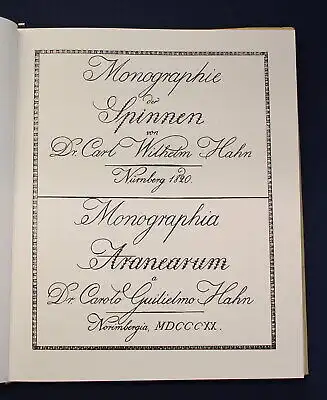 Monographie
der
Spinnen
von
Dr. Carl Wilhelm Hahn
Nürnberg 1820.
Monographia
Aranearum
a
Dr. Carolo Guilielmo Hahn
Norimbergia, MDCCCXX.